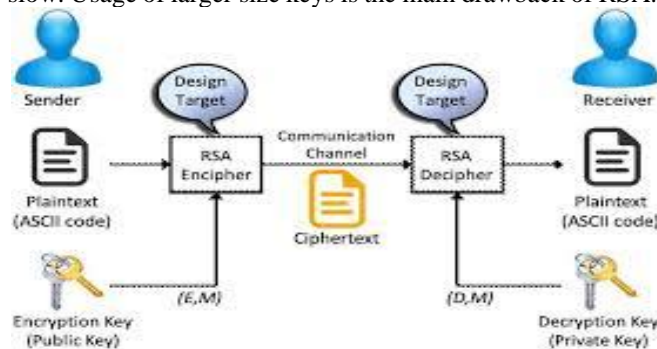 slow. Usage of larger size keys is the main drawback of RSA.
Sender
Design
Target
Design
Target
Receiver
Plaintext
(ASCII code)
RSA
Encipher
Communication
Channel
Ciphertext
RSA
Decipher
Plaintext
(ASCII code)
Encryption Key
(Public Key)
(E,M)
(D,M)
Decryption Key
(Private Key)